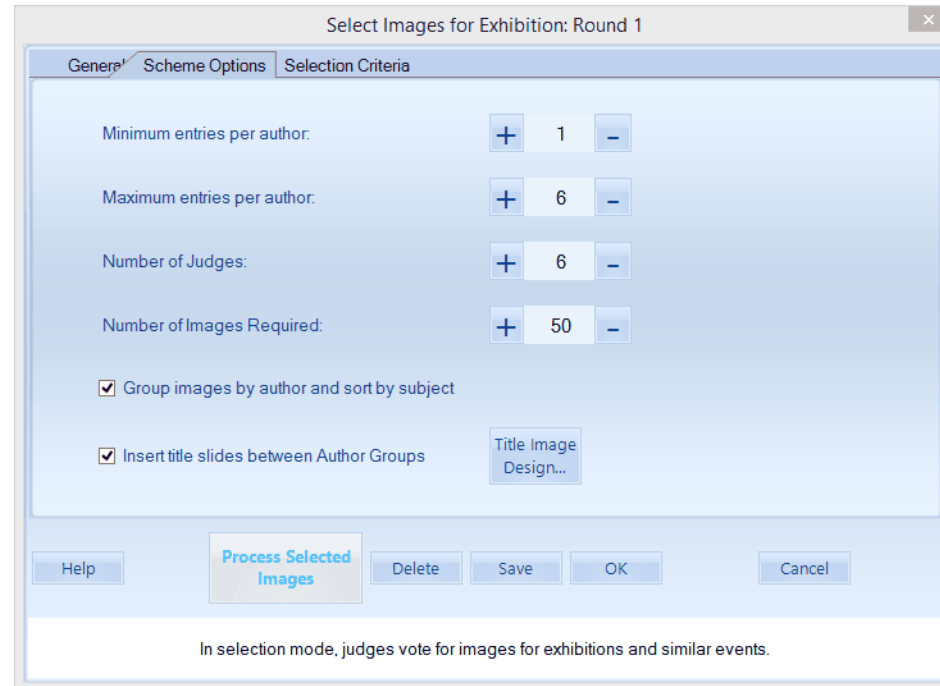 Select Images for Exhibition: Round 1
General Scheme Options Selection Criteria
Minimum entries per author: + 1 -
Maximum entries per author: + 6 -
Number of Judges: + 6 -
Number of Images Required: + 50 -
Group images by author and sort by subject
Insert title slides between Author Groups
Title Image
Design...
Help
Process Selected
Images
Delete
Save
OK
Cancel
In selection mode, judges vote for images for exhibitions and similar events.